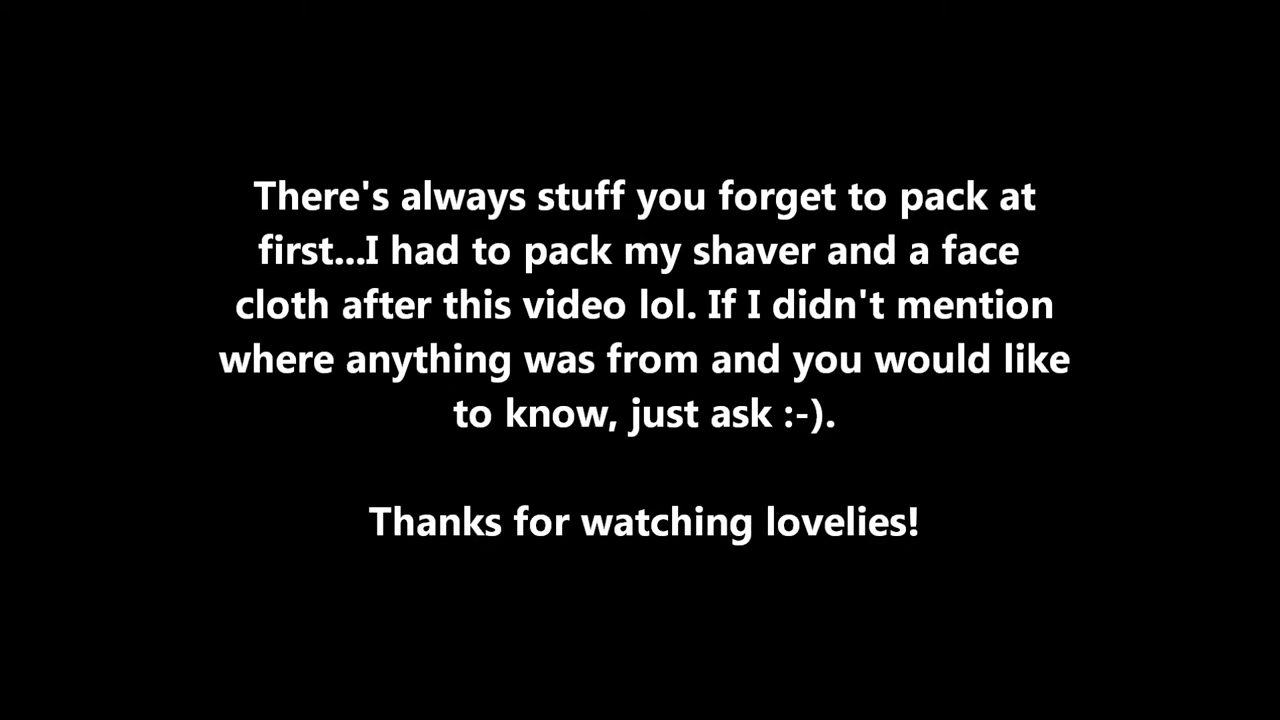 There's always stuff you forget to pack at
first...I had to pack my shaver and a face
cloth after this video lol. If I didn't mention
where anything was from and you would like
to know, just ask :-).
Thanks for watching lovelies!